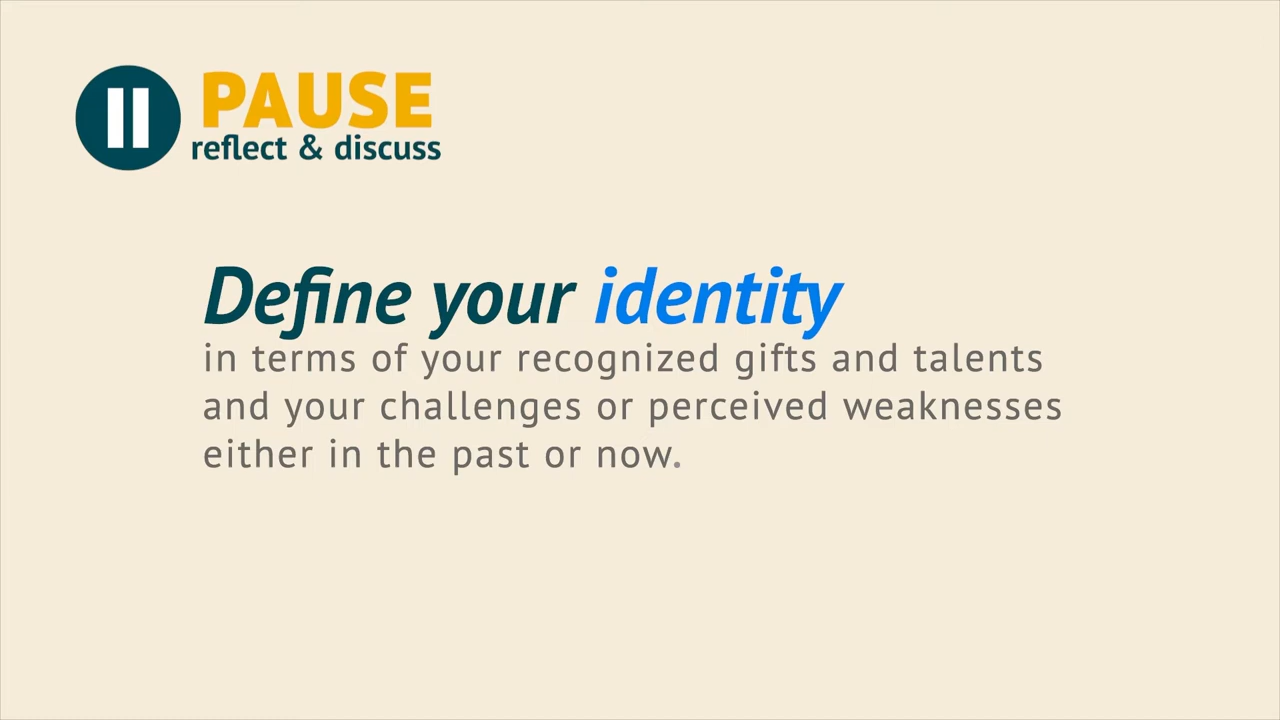 PAUSE
reflect & discuss
Define your identity
in terms of your recognized gifts and talents
and your challenges or perceived weaknesses
either in the past or now.